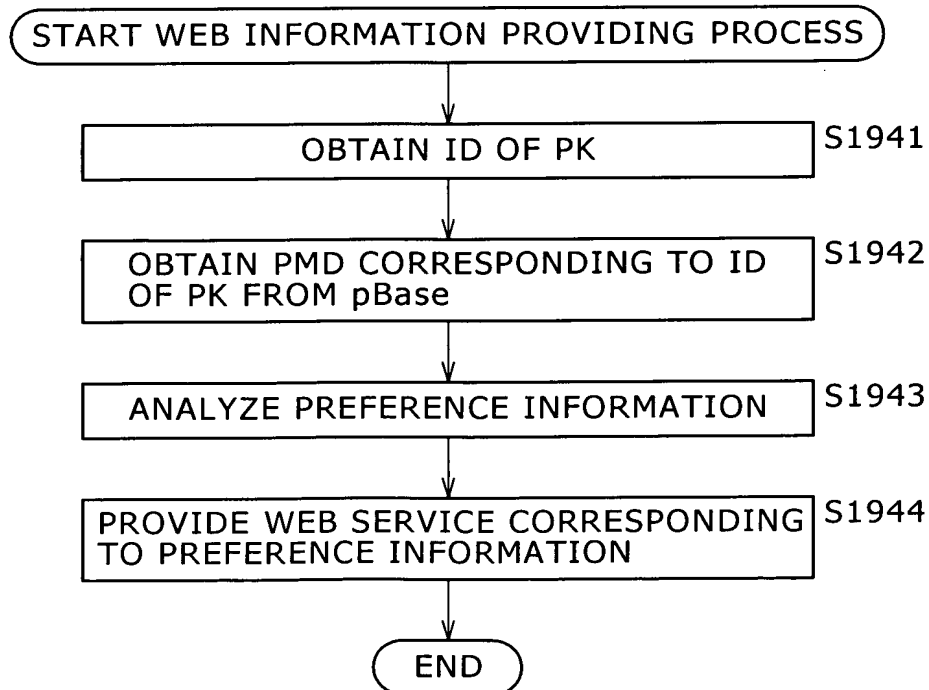 START WEB INFORMATION PROVIDING PROCESS
OBTAIN ID OF PK
S1941
OBTAIN PMD CORRESPONDING TO ID
OF PK FROM pBase
S1942
ANALYZE PREFERENCE INFORMATION
S1943
PROVIDE WEB SERVICE CORRESPONDING
TO PREFERENCE INFORMATION
S1944
END